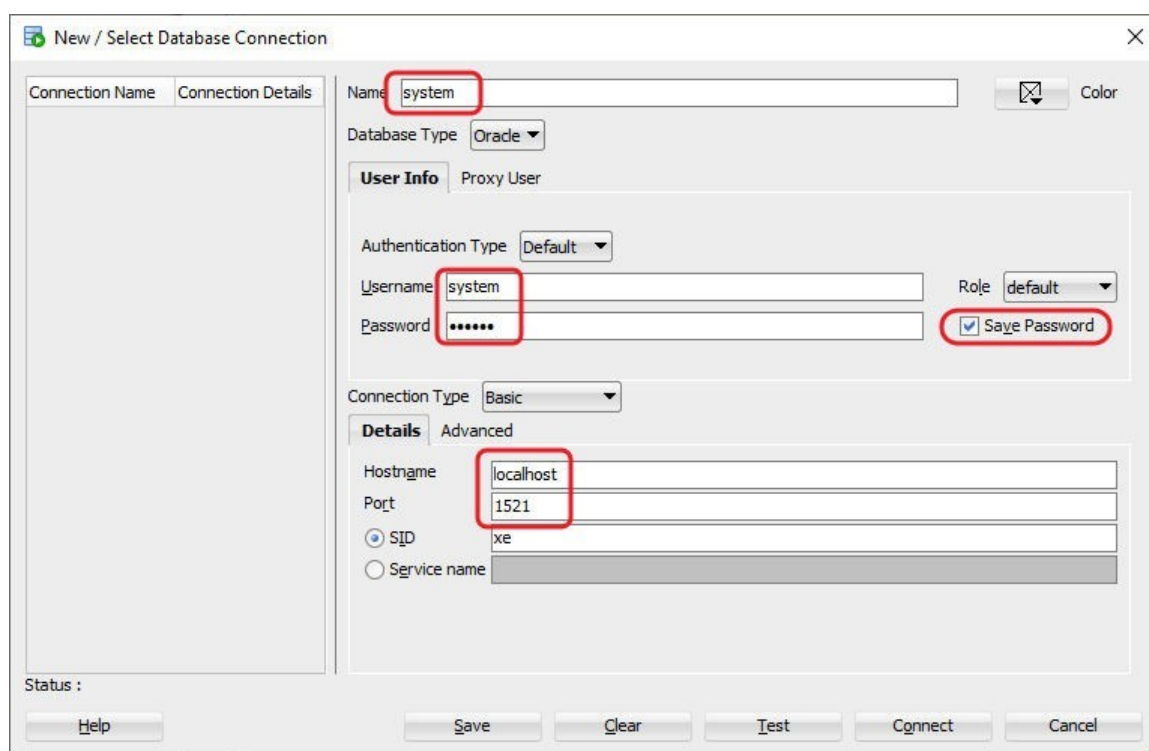 New / Select Database Connection
Connection Name Connection Details
Name system Color
Database Type Oracle
User Info Proxy User
Authentication Type Default
Username system Role default
Password •••••• Save Password
Connection Type Basic
Details Advanced
Hostname localhost
Port 1521
SID xe
Service name
Status :
Help Save Clear Test Connect Cancel